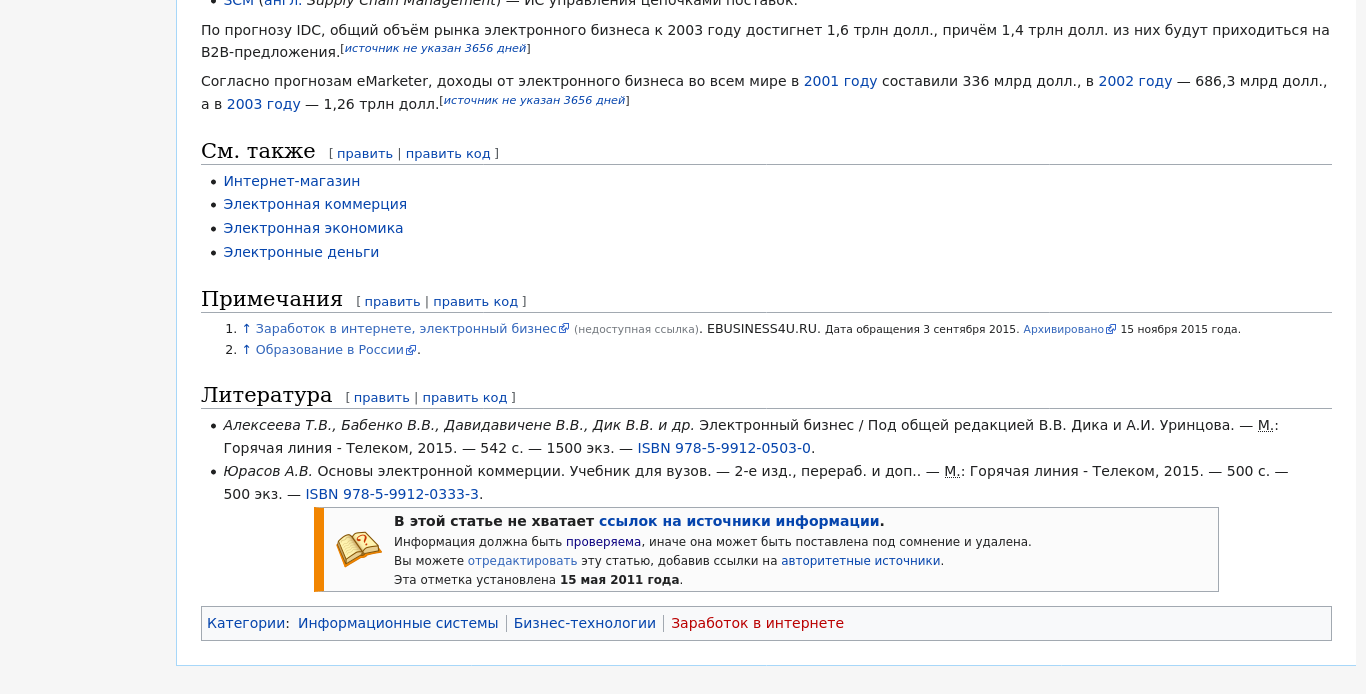 SCM (англ. Supply Chain Management) — ИС управления цепочками поставок.
По прогнозу IDC, общий объём рынка электронного бизнеса к 2003 году достигнет 1,6 трлн долл., причём 1,4 трлн долл. из них будут приходиться на
B2B-предложения.[источник не указан 3656 дней]
Согласно прогнозам eMarketer, доходы от электронного бизнеса во всем мире в 2001 году составили 336 млрд долл., в 2002 году — 686,3 млрд долл.,
а в 2003 году — 1,26 трлн долл.[источник не указан 3656 дней]
См. также [ править | править код ]
• Интернет-магазин
• Электронная коммерция
• Электронная экономика
• Электронные деньги
Примечания [ править | править код ]
1. ↑ Заработок в интернете, электронный бизнес (недоступная ссылка). EBUSINESS4U.RU. Дата обращения 3 сентября 2015. Архивировано 15 ноября 2015 года.
2. ↑ Образование в России.
Литература [ править | править код ]
• Алексеева Т.В., Бабенко В.В., Давидавичене В.В., Дик В.В. и др. Электронный бизнес / Под общей редакцией В.В. Дика и А.И. Уринцова. — М.:
Горячая линия - Телеком, 2015. — 542 с. — 1500 экз. — ISBN 978-5-9912-0503-0.
• Юрасов А.В. Основы электронной коммерции. Учебник для вузов. — 2-е изд., перераб. и доп.. — М.: Горячая линия - Телеком, 2015. — 500 с. —
500 экз. — ISBN 978-5-9912-0333-3.
В этой статье не хватает ссылок на источники информации.
Информация должна быть проверяема, иначе она может быть поставлена под сомнение и удалена.
Вы можете отредактировать эту статью, добавив ссылки на авторитетные источники.
Эта отметка установлена 15 мая 2011 года.
Категории: Информационные системы | Бизнес-технологии | Заработок в интернете